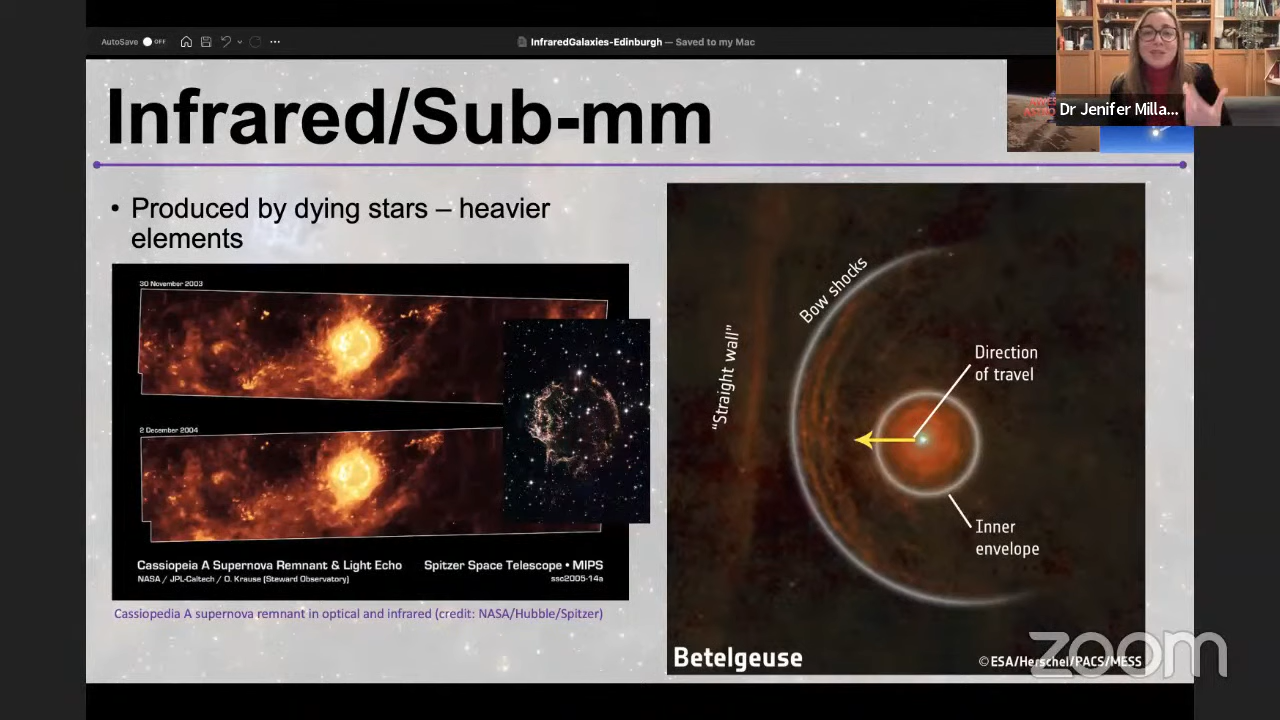 AutoSave OFF
InfraredGalaxies-Edinburgh — Saved to my Mac
Dr Jenifer Milla...
Infrared/Sub-mm
• Produced by dying stars – heavier
elements
30 November 2003
2 December 2004
Cassiopeia A Supernova Remnant & Light Echo
NASA / JPL-Caltech / O. Krause (Steward Observatory)
Spitzer Space Telescope • MIPS
ssc2005-14a
Cassiopedia A supernova remnant in optical and infrared (credit: NASA/Hubble/Spitzer)
"Straight wall"
Bow shocks
Direction
of travel
Inner
envelope
Betelgeuse
©ESA/Herschel/PACS/MESS
zoom